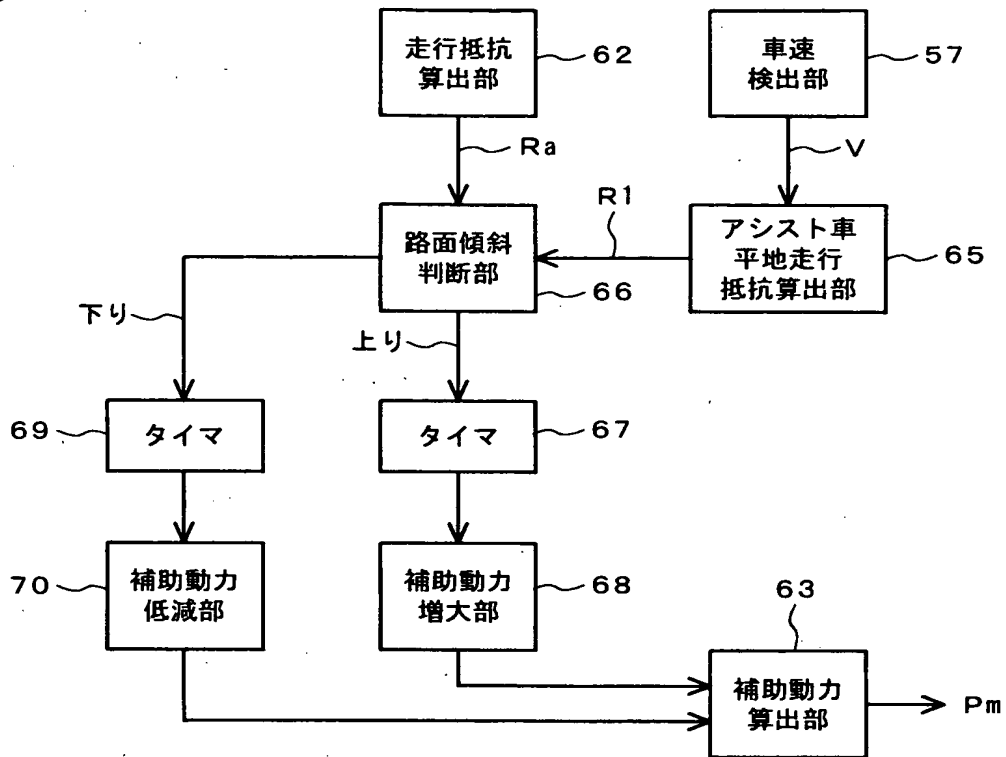 走行抵抗
算出部
62
車速
検出部
57
Ra
V
R1
路面傾斜
判断部
66
アシスト車
平地走行
抵抗算出部
65
下り
上り
69
タイマ
タイマ
67
70
補助動力
低減部
補助動力
増大部
68
63
補助動力
算出部
Pm